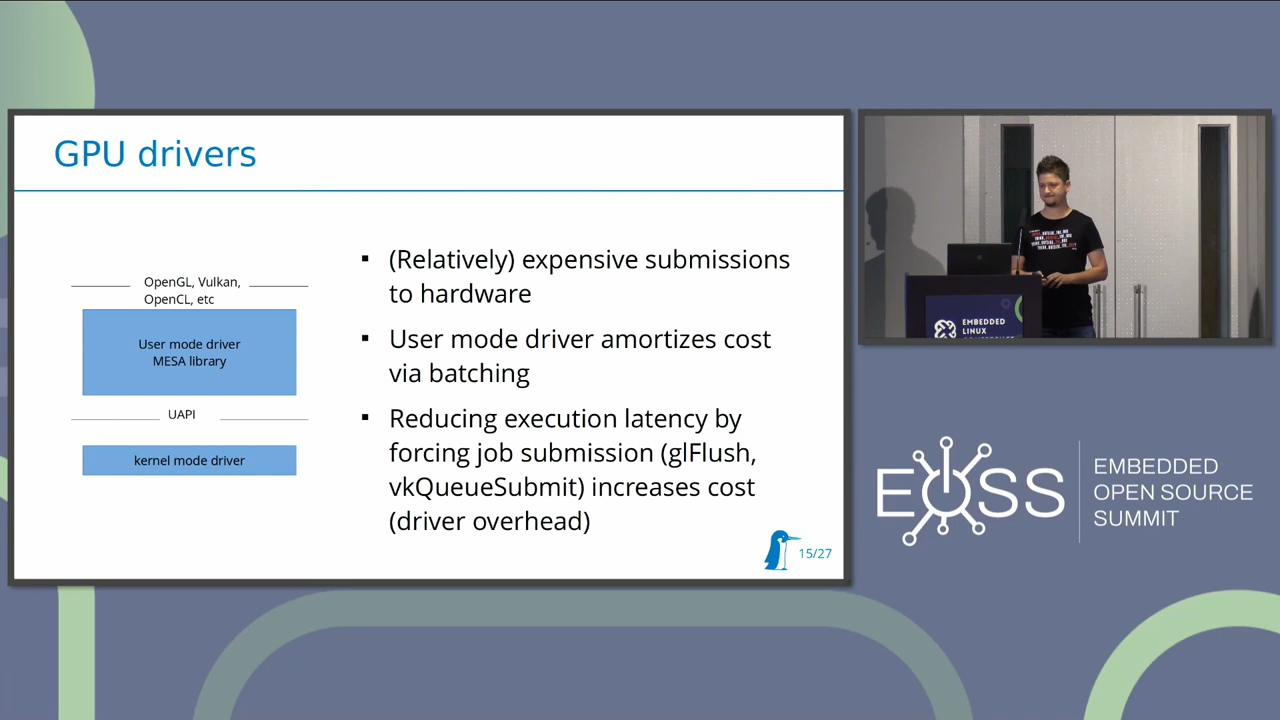 GPU drivers
OpenGL, Vulkan,
OpenCL, etc
User mode driver
MESA library
UAPI
kernel mode driver
▪ (Relatively) expensive submissions
to hardware
▪ User mode driver amortizes cost
via batching
▪ Reducing execution latency by
forcing job submission (glFlush,
vkQueueSubmit) increases cost
(driver overhead)
15/27
EMBEDDED
LINUX
EOSS
EMBEDDED
OPEN SOURCE
SUMMIT